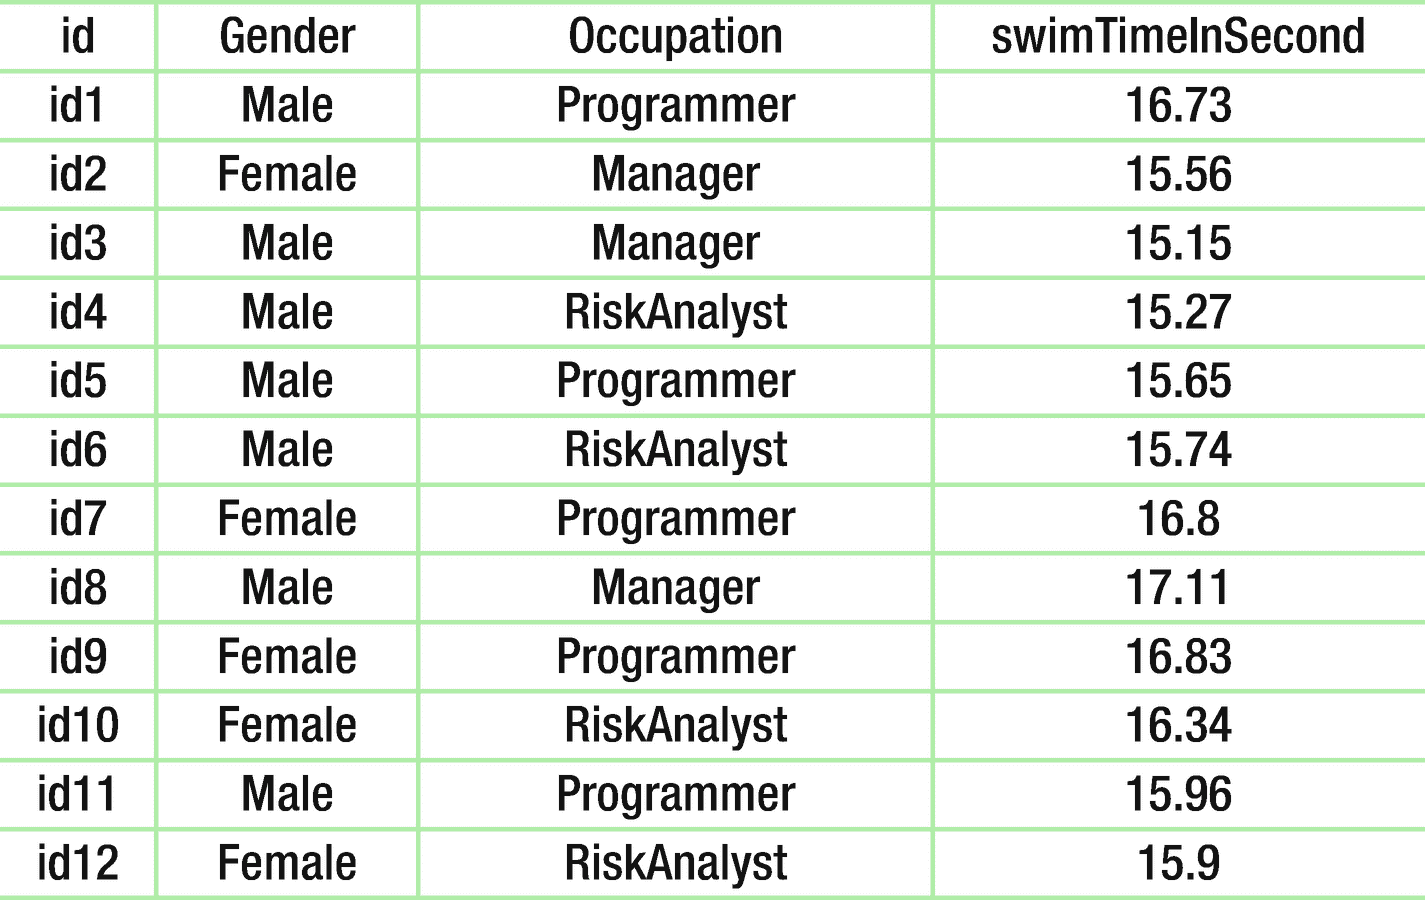 id Gender Occupation swimTimeInSecond
id1 Male Programmer 16.73
id2 Female Manager 15.56
id3 Male Manager 15.15
id4 Male RiskAnalyst 15.27
id5 Male Programmer 15.65
id6 Male RiskAnalyst 15.74
id7 Female Programmer 16.8
id8 Male Manager 17.11
id9 Female Programmer 16.83
id10 Female RiskAnalyst 16.34
id11 Male Programmer 15.96
id12 Female RiskAnalyst 15.9